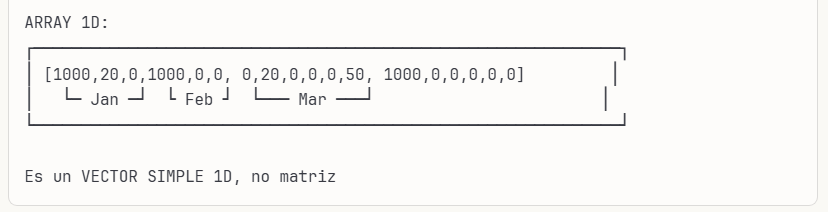 ARRAY 1D:
[1000,20,0,1000,0,0, 0,20,0,0,0,50, 1000,0,0,0,0,0]
Jan Feb Mar
Es un VECTOR SIMPLE 1D, no matriz